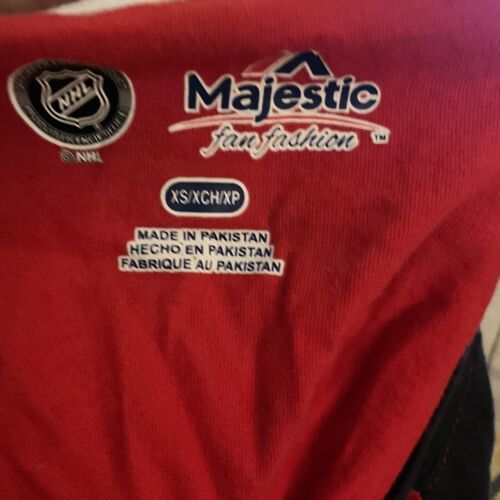 NHL
© NHL
Majestic
fan fashion ™
XS/XCH/XP
MADE IN PAKISTAN
HECHO EN PAKISTAN
FABRIQUE AU PAKISTAN